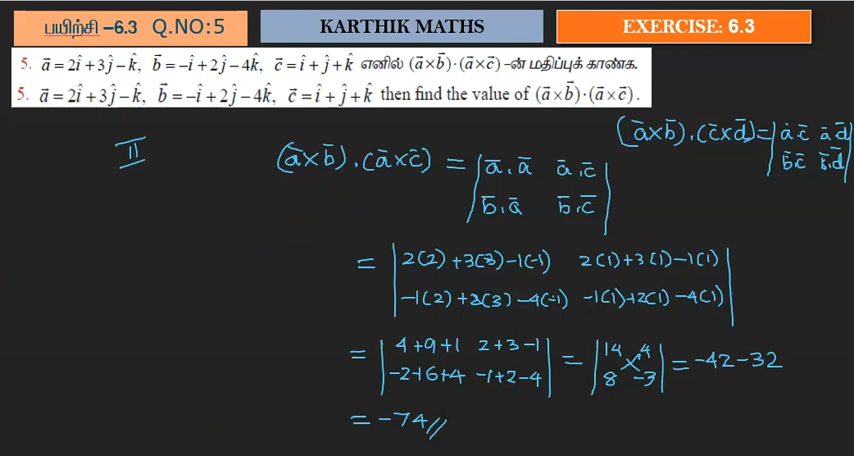 பயிற்சி –6.3 Q.NO:5 KARTHIK MATHS EXERCISE: 6.3
5. a⃗ = 2î + 3ĵ − k̂, b⃗ = −î + 2ĵ − 4k̂, c⃗ = î + ĵ + k̂ எனில் (a⃗ × b⃗)·(a⃗ × c⃗) -ன் மதிப்புக் காண்க.
5. a⃗ = 2î + 3ĵ − k̂, b⃗ = −î + 2ĵ − 4k̂, c⃗ = î + ĵ + k̂ then find the value of (a⃗ × b⃗)·(a⃗ × c⃗).
(a̅×b̅).(c̅×d̅) = | a̅.c̅ a̅.d̅ |
| b̅.c̅ b̅.d̅ |
II (a̅×b̅).(a̅×c̅) = | a̅.a̅ a̅.c̅ |
| b̅.a̅ b̅.c̅ |
= | 2(2)+3(3)-1(-1) 2(1)+3(1)-1(1) |
| -1(2)+2(3)-4(-1) -1(1)+2(1)-4(1) |
= | 4+9+1 2+3-1 | = | 14 4 | = -42-32
| -2+6+4 -1+2-4 | | 8 -3 |
= -74//